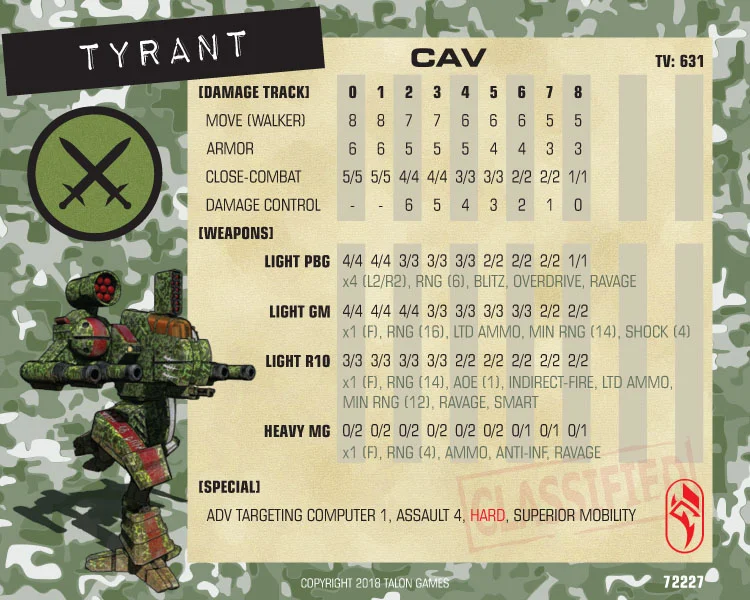 TYRANT
CAV
TV: 631
[DAMAGE TRACK] 0 1 2 3 4 5 6 7 8
MOVE (WALKER) 8 8 7 7 6 6 6 5 5
ARMOR 6 6 5 5 5 4 4 3 3
CLOSE-COMBAT 5/5 5/5 4/4 4/4 3/3 3/3 2/2 2/2 1/1
DAMAGE CONTROL - - 6 5 4 3 2 1 0
[WEAPONS]
LIGHT PBG 4/4 4/4 3/3 3/3 3/3 2/2 2/2 2/2 1/1
x4 (L2/R2), RNG (6), BLITZ, OVERDRIVE, RAVAGE
LIGHT GM 4/4 4/4 4/4 3/3 3/3 3/3 3/3 2/2 2/2
x1 (F), RNG (16), LTD AMMO, MIN RNG (14), SHOCK (4)
LIGHT R10 3/3 3/3 3/3 3/3 2/2 2/2 2/2 2/2 2/2
x1 (F), RNG (14), AOE (1), INDIRECT-FIRE, LTD AMMO,
MIN RNG (12), RAVAGE, SMART
HEAVY MG 0/2 0/2 0/2 0/2 0/2 0/2 0/1 0/1 0/1
x1 (F), RNG (4), AMMO, ANTI-INF, RAVAGE
CLASSIFIED
[SPECIAL]
ADV TARGETING COMPUTER 1, ASSAULT 4, HARD, SUPERIOR MOBILITY
COPYRIGHT 2018 TALON GAMES
72227